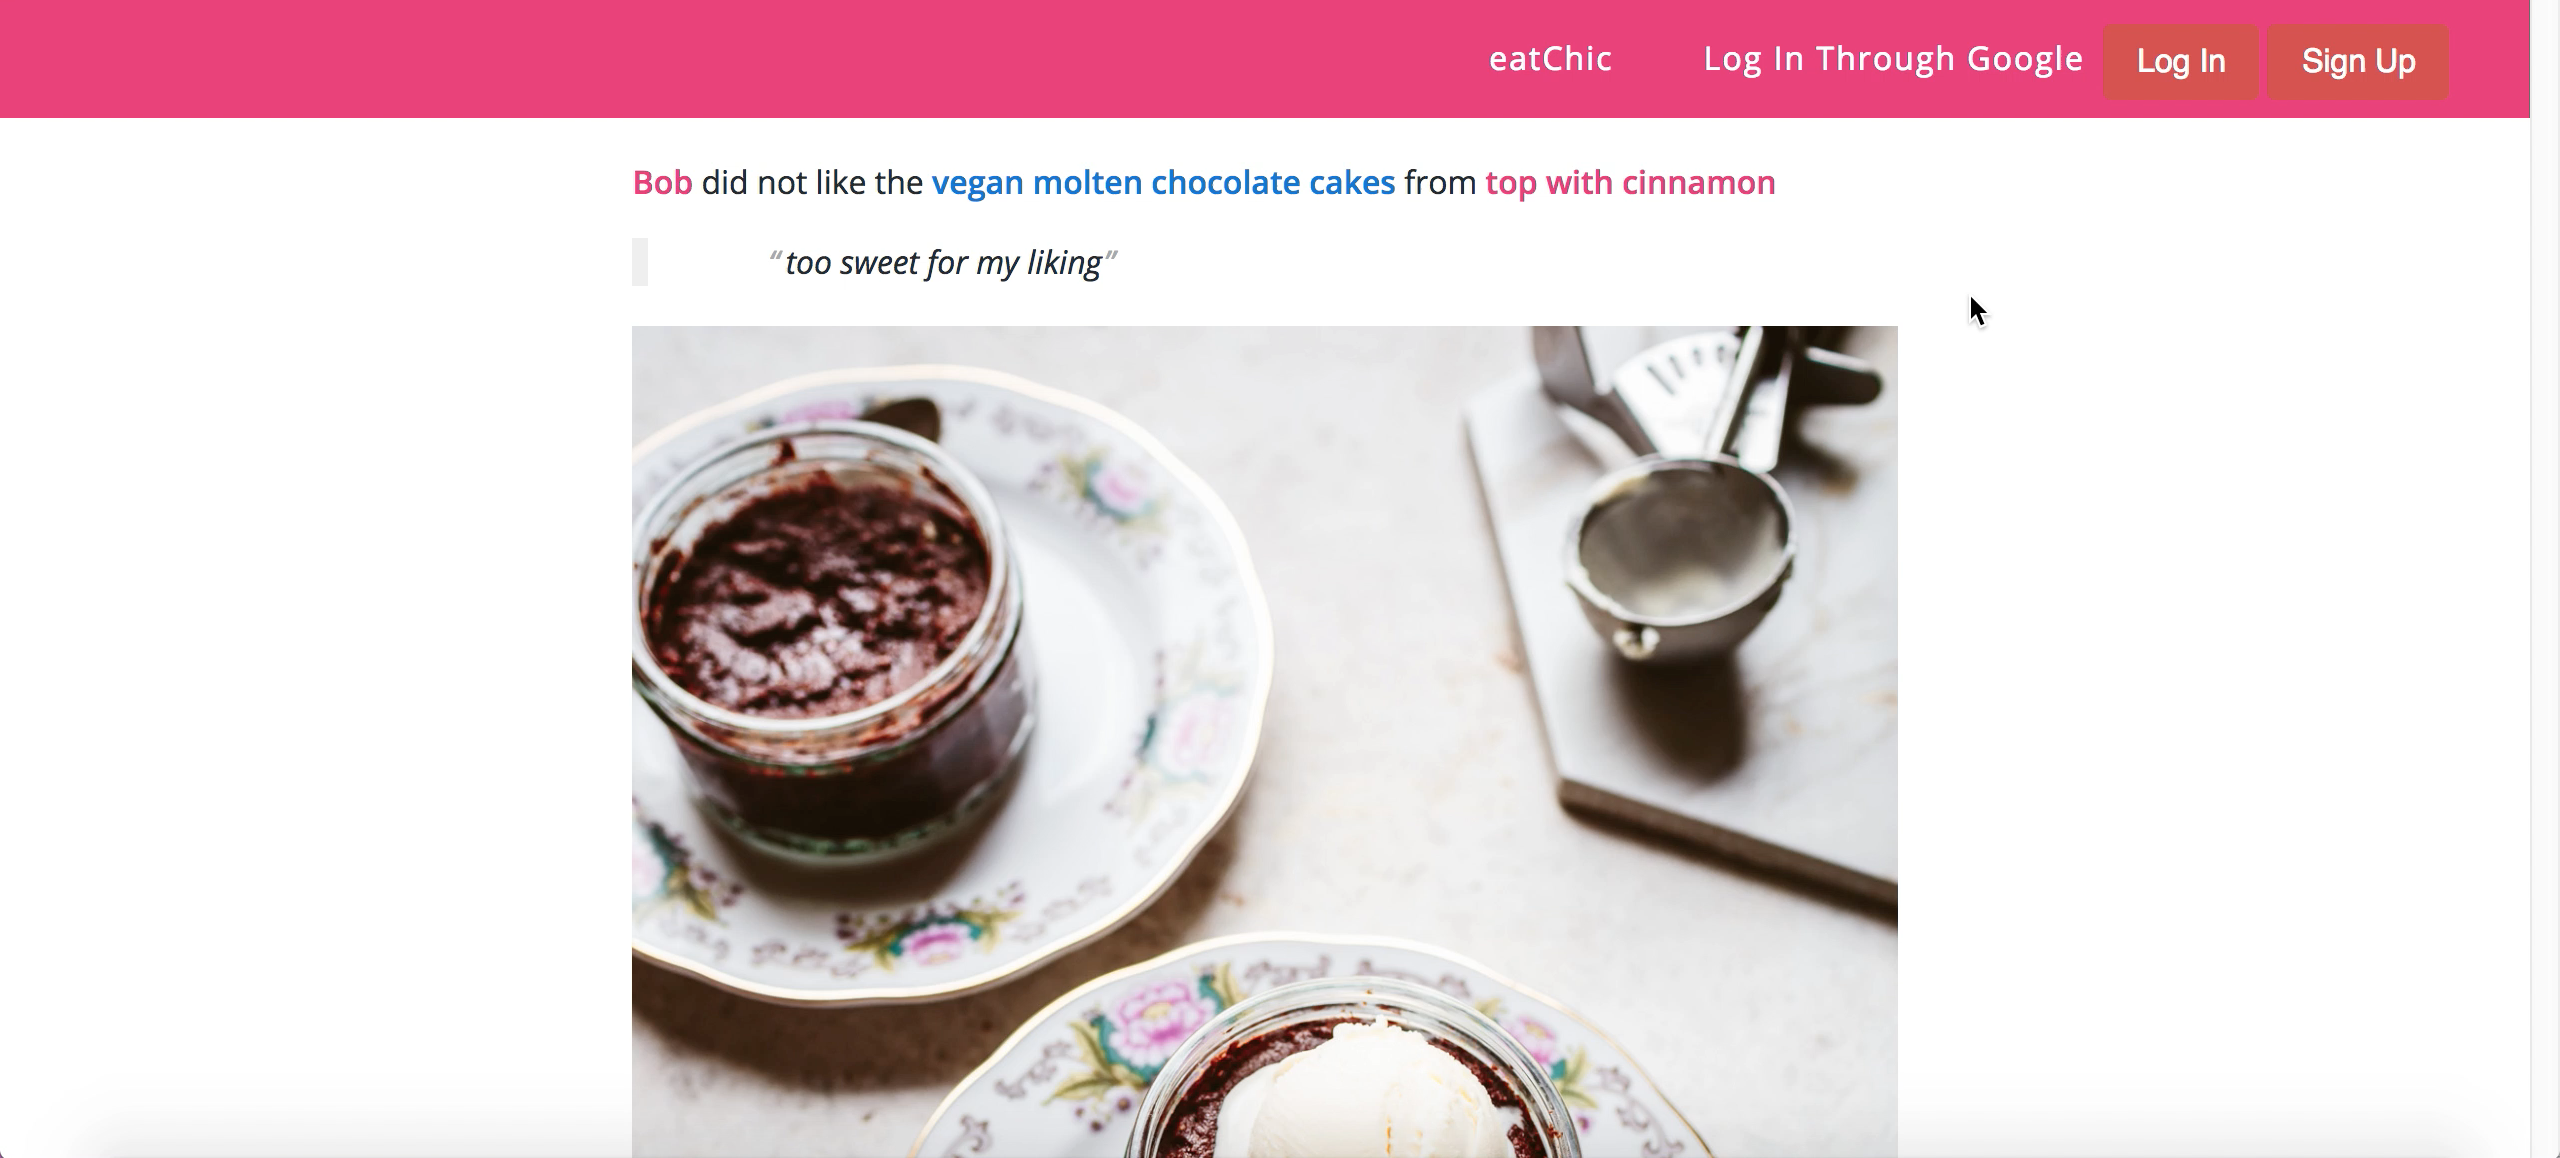 eatChic Log In Through Google Log In Sign Up
Bob did not like the vegan molten chocolate cakes from top with cinnamon
“too sweet for my liking”